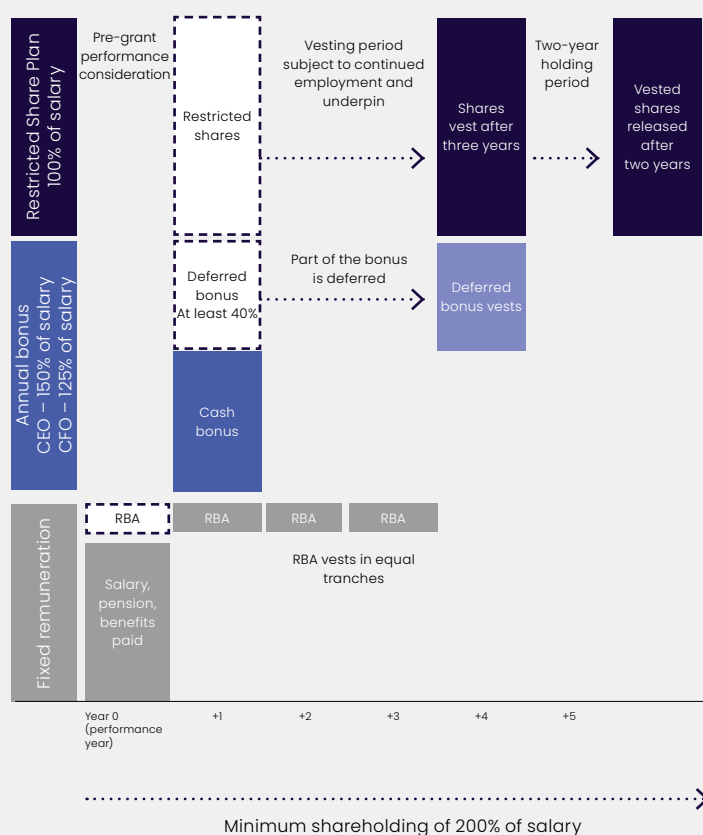 Restricted Share Plan
100% of salary
Pre-grant
performance
consideration
Restricted
shares
Vesting period
subject to continued
employment and
underpin
Shares
vest after
three years
Two-year
holding
period
Vested
shares
released
after
two years
Annual bonus
CEO – 150% of salary
CFO – 125% of salary
Deferred
bonus
At least 40%
Part of the bonus
is deferred
Deferred
bonus vests
Cash
bonus
Fixed remuneration
RBA
RBA
RBA
RBA
RBA vests in equal
tranches
Salary,
pension,
benefits
paid
Year 0
(performance
year)
+1
+2
+3
+4
+5
Minimum shareholding of 200% of salary